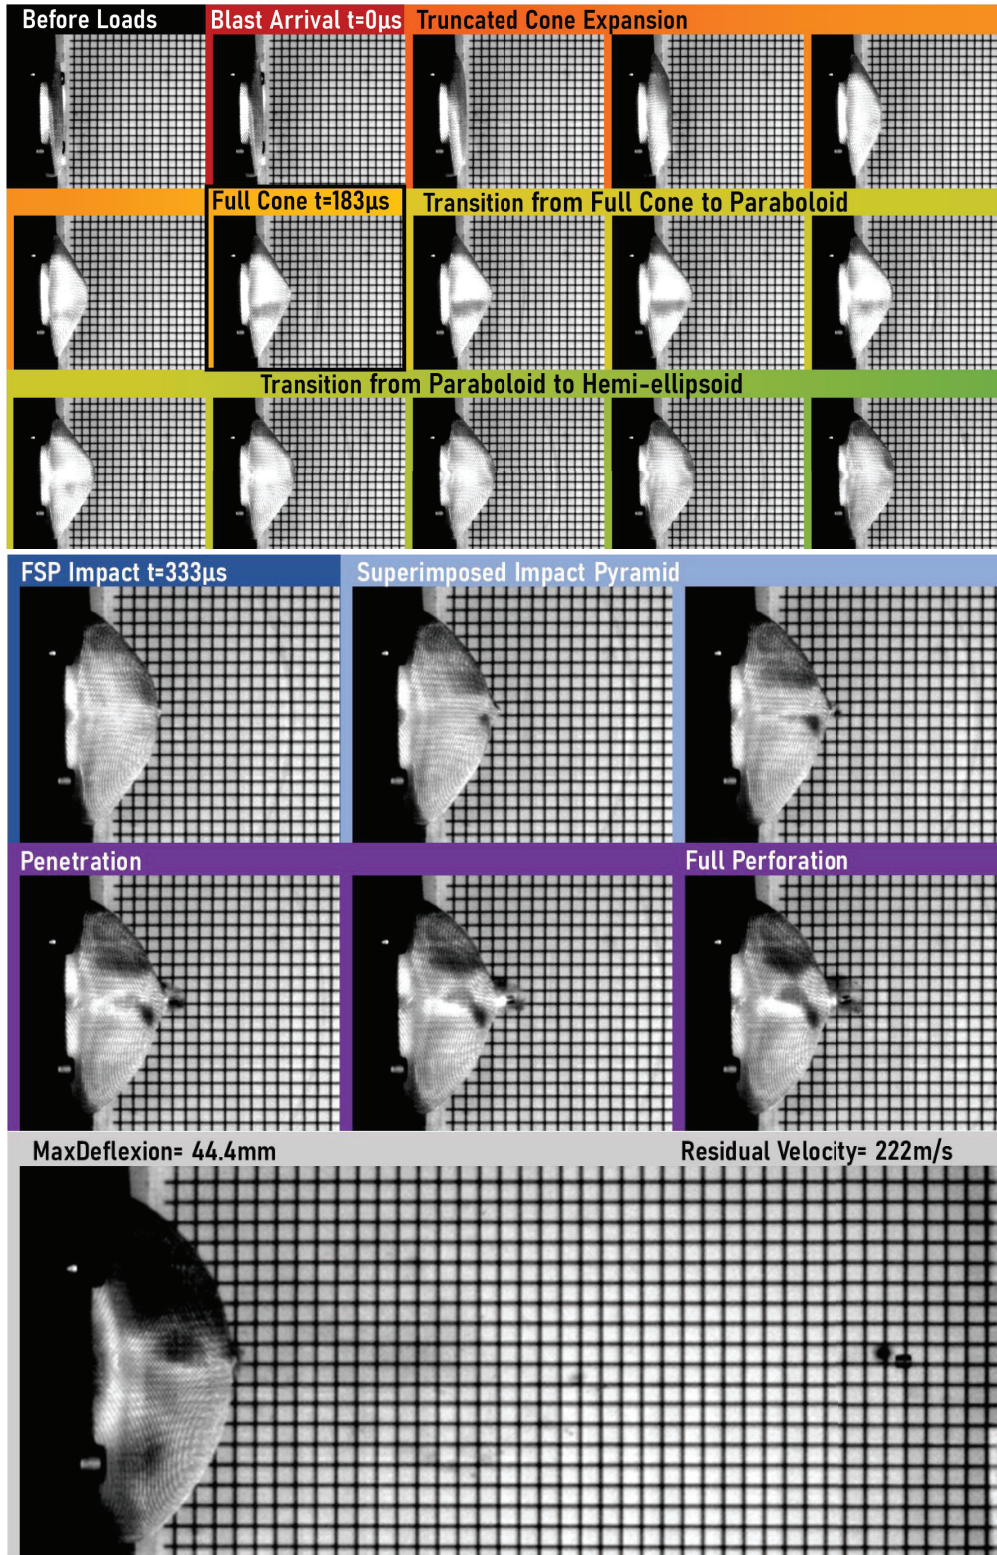 Before Loads
Blast Arrival t=0µs
Truncated Cone Expansion
Full Cone t=183µs
Transition from Full Cone to Paraboloid
Transition from Paraboloid to Hemi-ellipsoid
FSP Impact t=333µs
Superimposed Impact Pyramid
Penetration
Full Perforation
MaxDeflexion= 44.4mm
Residual Velocity= 222m/s